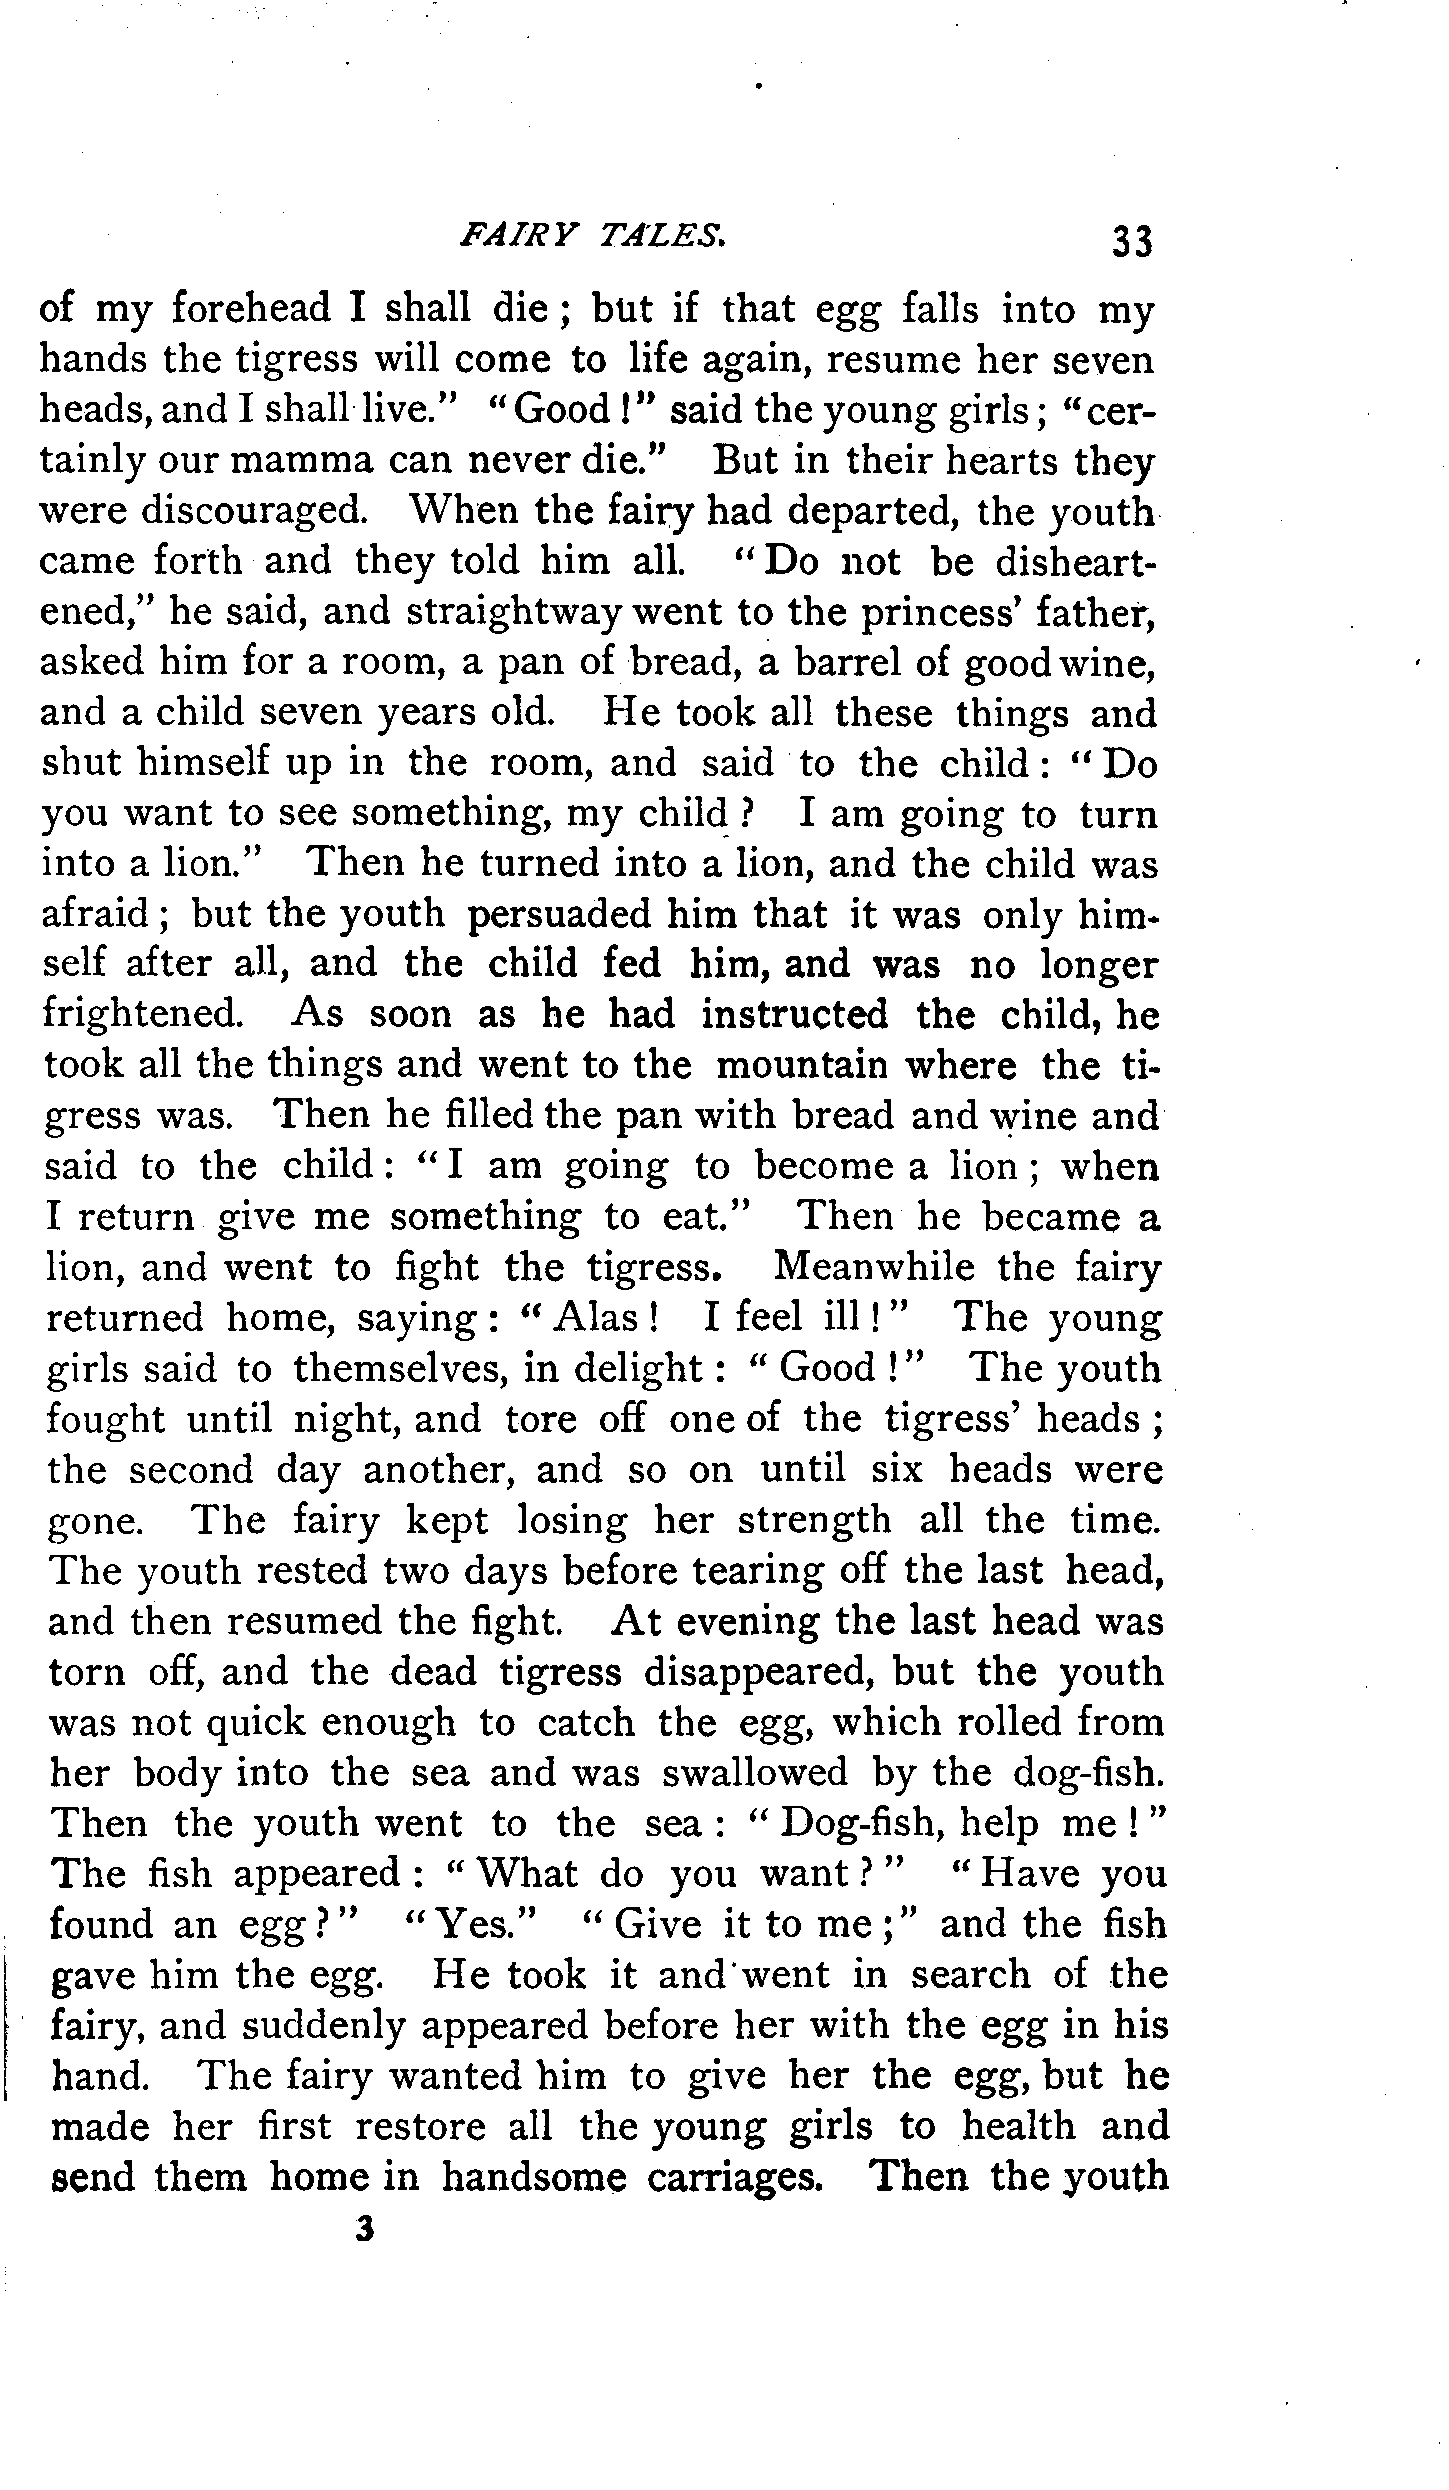 FAIRY TALES. 33
of my forehead I shall die ; but if that egg falls into my
hands the tigress will come to life again, resume her seven
heads, and I shall live." "Good !" said the young girls ; "cer-
tainly our mamma can never die." But in their hearts they
were discouraged. When the fairy had departed, the youth
came forth and they told him all. "Do not be disheart-
ened," he said, and straightway went to the princess' father,
asked him for a room, a pan of bread, a barrel of good wine,
and a child seven years old. He took all these things and
shut himself up in the room, and said to the child : "Do
you want to see something, my child ? I am going to turn
into a lion." Then he turned into a lion, and the child was
afraid ; but the youth persuaded him that it was only him-
self after all, and the child fed him, and was no longer
frightened. As soon as he had instructed the child, he
took all the things and went to the mountain where the ti-
gress was. Then he filled the pan with bread and wine and
said to the child : "I am going to become a lion ; when
I return give me something to eat." Then he became a
lion, and went to fight the tigress. Meanwhile the fairy
returned home, saying : "Alas ! I feel ill !" The young
girls said to themselves, in delight : "Good !" The youth
fought until night, and tore off one of the tigress' heads ;
the second day another, and so on until six heads were
gone. The fairy kept losing her strength all the time.
The youth rested two days before tearing off the last head,
and then resumed the fight. At evening the last head was
torn off, and the dead tigress disappeared, but the youth
was not quick enough to catch the egg, which rolled from
her body into the sea and was swallowed by the dog-fish.
Then the youth went to the sea : "Dog-fish, help me !"
The fish appeared : "What do you want ?" "Have you
found an egg ?" "Yes." "Give it to me ;" and the fish
gave him the egg. He took it and went in search of the
fairy, and suddenly appeared before her with the egg in his
hand. The fairy wanted him to give her the egg, but he
made her first restore all the young girls to health and
send them home in handsome carriages. Then the youth
3